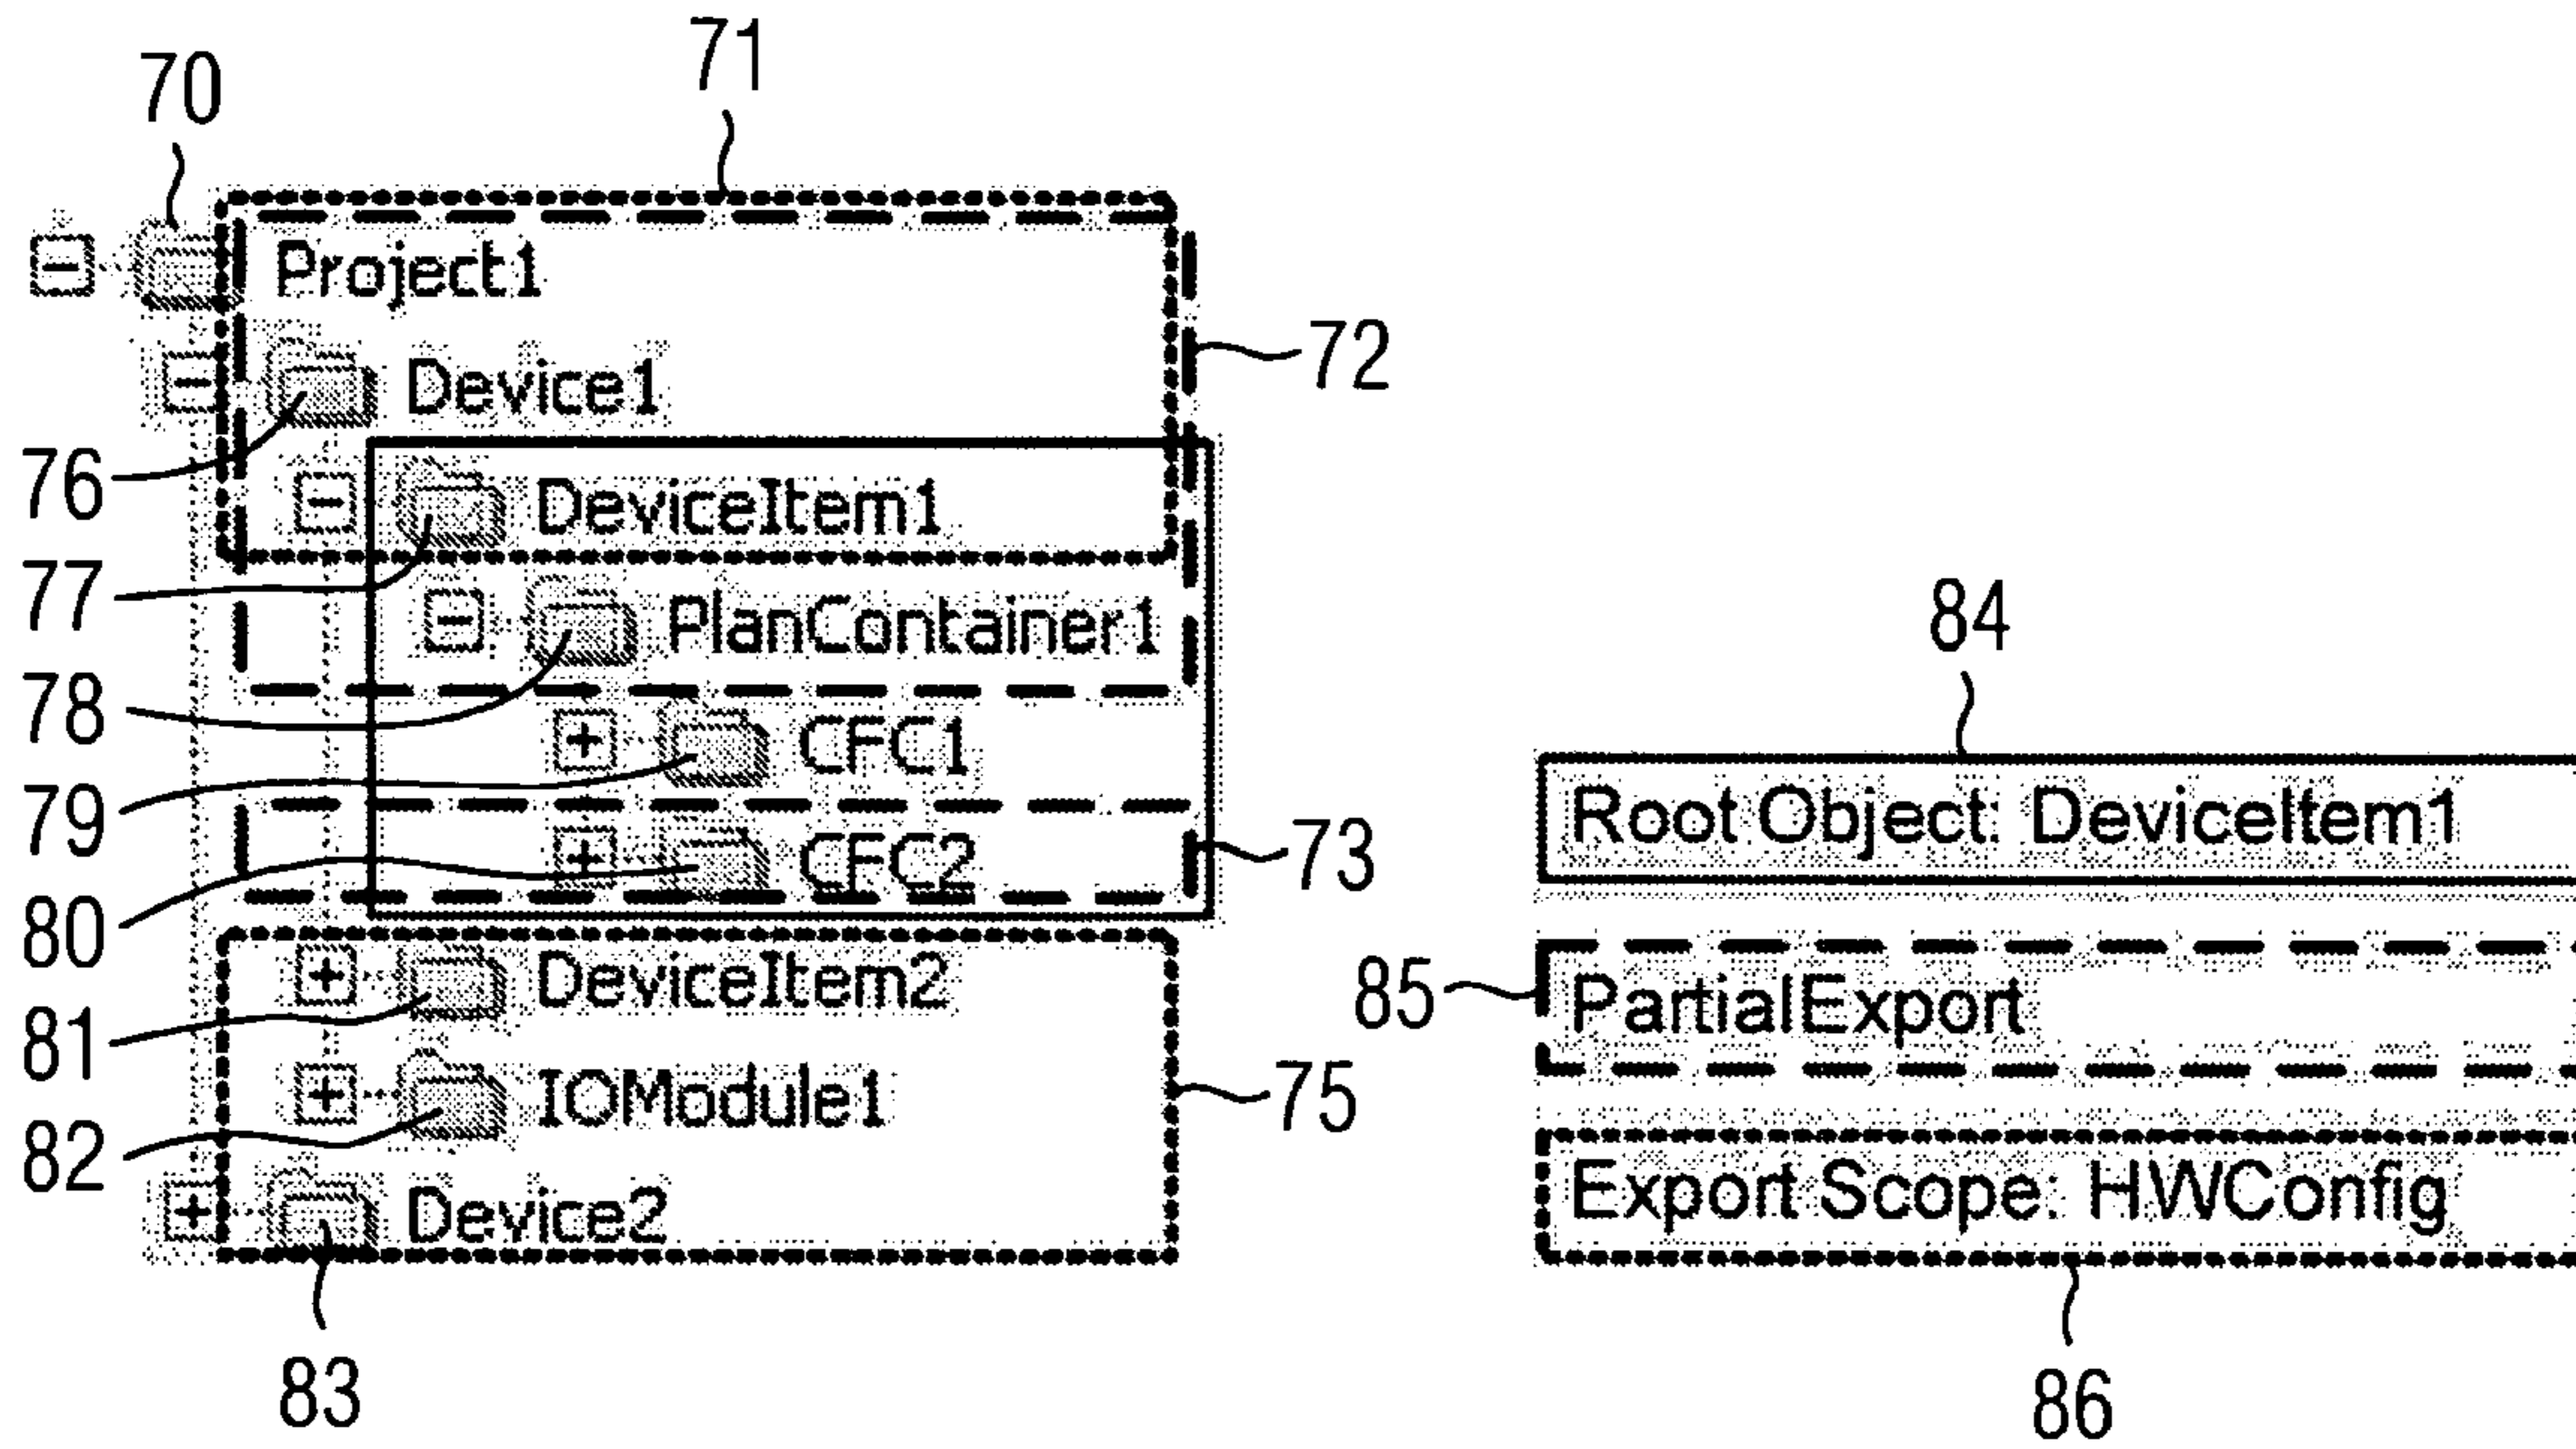 71
70
Project1
72
Device1
76
DeviceItem1
77
PlanContainer1
84
78
CFC1
79
Root Object: DeviceItem1
CFC2
73
80
DeviceItem2
85
PartialExport
81
IOModule1
75
82
Export Scope: HWConfig
Device2
83
86